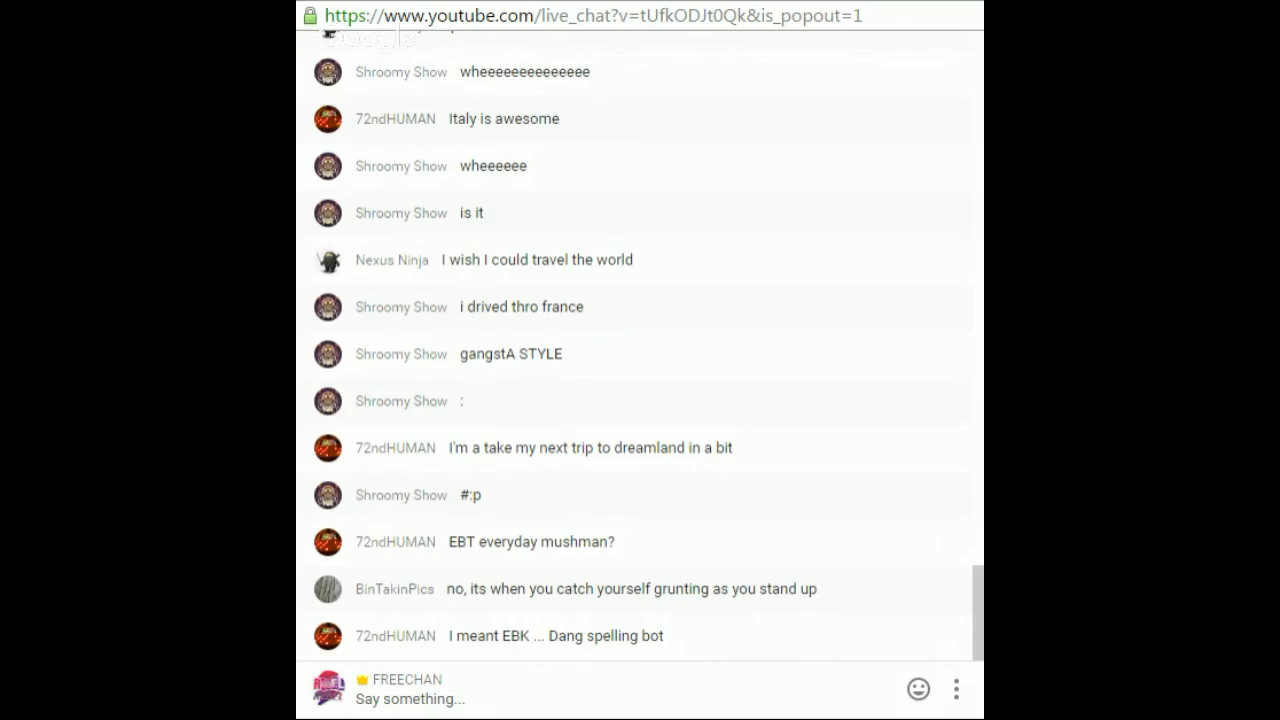 https://www.youtube.com/live_chat?v=tUfkODJt0Qk&is_popout=1
Google
Shroomy Show wheeeeeeeeeeeeee
72ndHUMAN Italy is awesome
Shroomy Show wheeeeee
Shroomy Show is it
Nexus Ninja I wish I could travel the world
Shroomy Show i drived thro france
Shroomy Show gangstA STYLE
Shroomy Show :
72ndHUMAN I'm a take my next trip to dreamland in a bit
Shroomy Show #:p
72ndHUMAN EBT everyday mushman?
BinTakinPics no, its when you catch yourself grunting as you stand up
72ndHUMAN I meant EBK ... Dang spelling bot
FREECHAN
Say something...